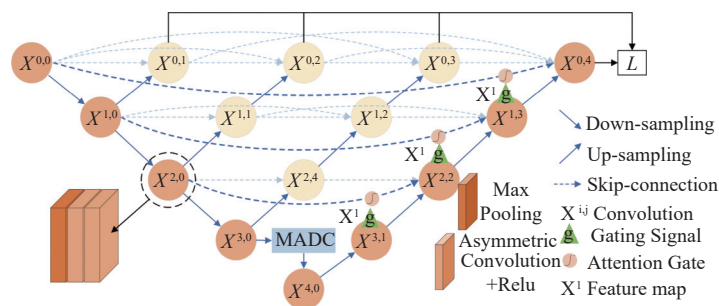 X0,0
X0,1
X0,2
X0,3
X0,4
L
X1,0
X1,1
X1,2
X1 g
X1,3
Down-sampling
Up-sampling
X2,0
X2,4
X1 g
X2,2
Skip-connection
Max
Pooling
Xi,j Convolution
g Gating Signal
X3,0
MADC
X1 g
X3,1
Asymmetric
Convolution
+Relu
∫ Attention Gate
X4,0
X1 Feature map